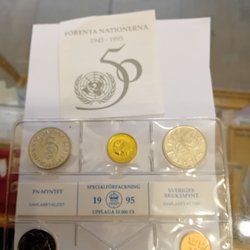 FÖRENTA NATIONERNA
1945 - 1995
50
FN-MYNTET
SPECIALFÖRPACKNING
SVERIGES
BRUKSMYNT
19 95
UPPLAGA 10 000 EX